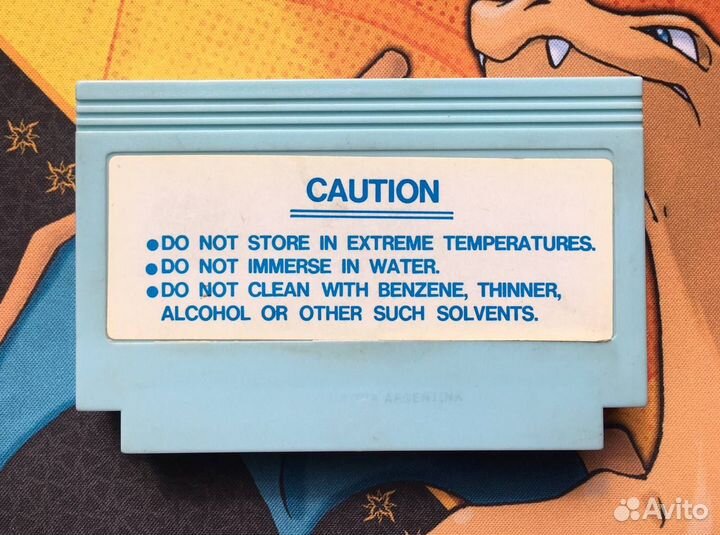 CAUTION
●DO NOT STORE IN EXTREME TEMPERATURES.
●DO NOT IMMERSE IN WATER.
●DO NOT CLEAN WITH BENZENE, THINNER,
ALCOHOL OR OTHER SUCH SOLVENTS.
ARGENTINA
Avito